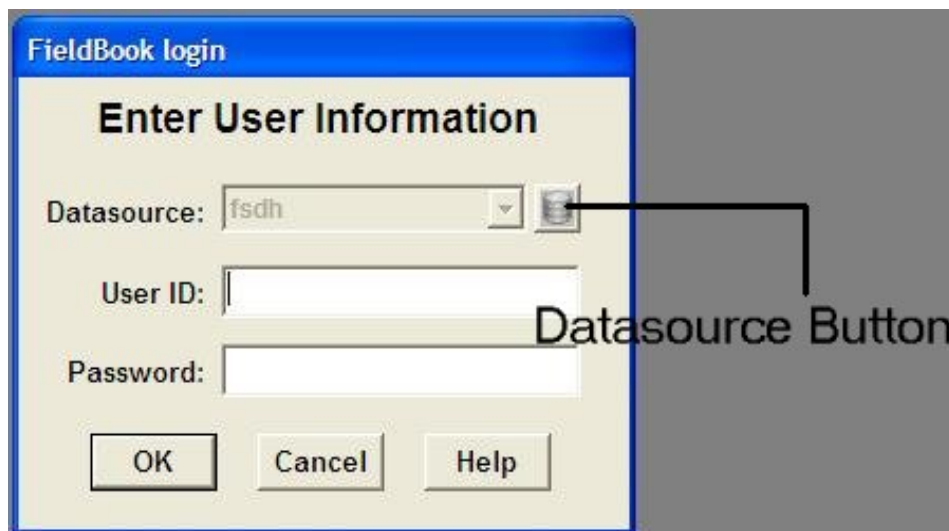 FieldBook login
Enter User Information
Datasource: fsdh
User ID:
Datasource Button
Password:
OK Cancel Help